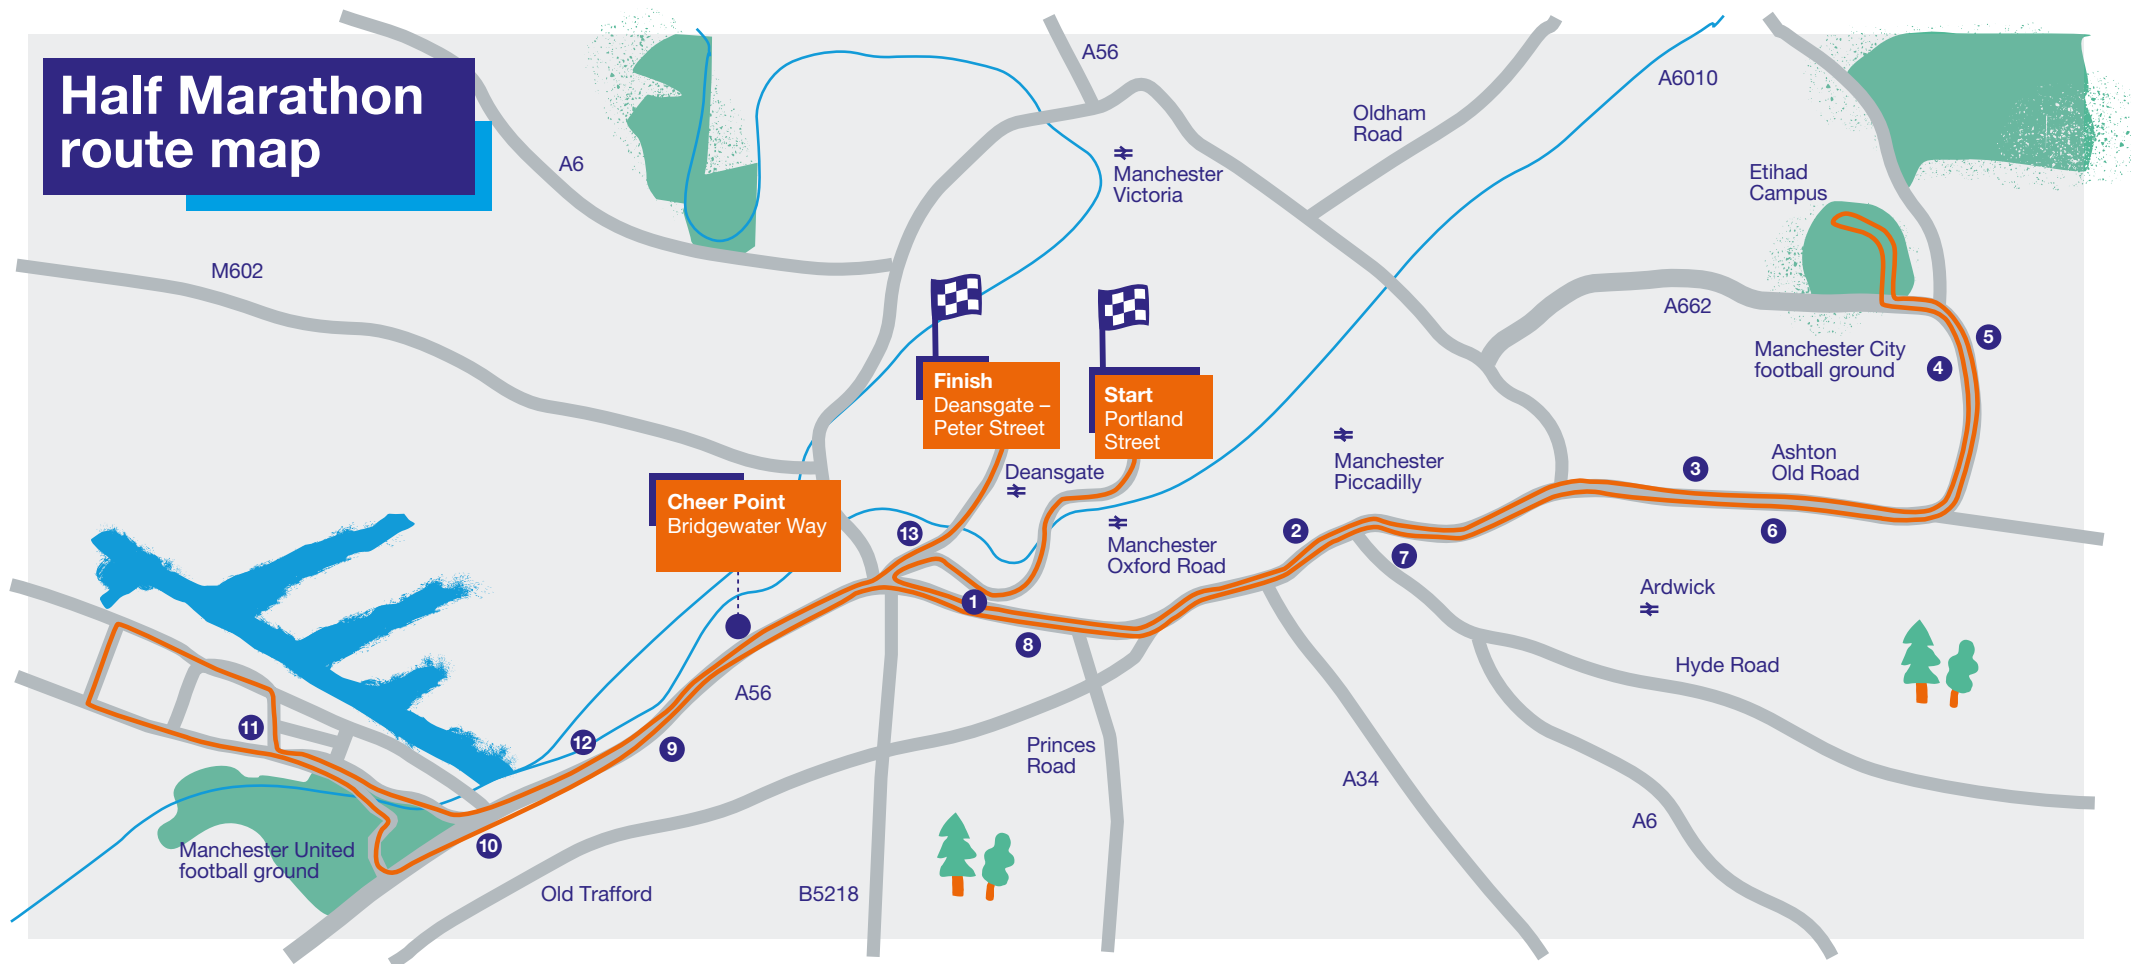 Half Marathon
route map
A56
A6010
Oldham
Road
A6
Manchester
Victoria
Etihad
Campus
M602
A662
Manchester City
football ground
5
4
Finish
Deansgate –
Peter Street
Start
Portland
Street
Deansgate
Manchester
Piccadilly
3
Ashton
Old Road
Cheer Point
Bridgewater Way
13
Manchester
Oxford Road
2
7
6
Ardwick
1
8
Hyde Road
A56
11
12
9
Princes
Road
A34
A6
10
Manchester United
football ground
Old Trafford
B5218